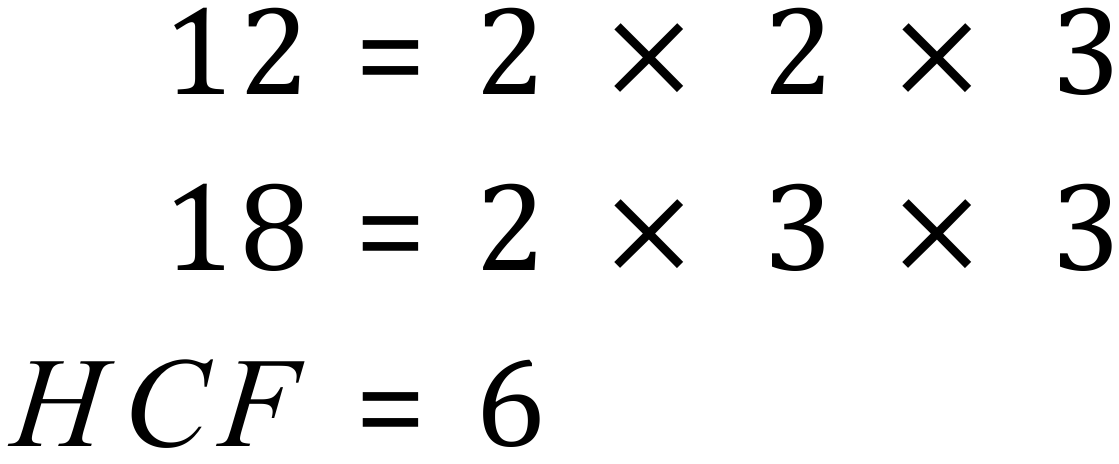 12 = 2 × 2 × 3
18 = 2 × 3 × 3
HCF = 6